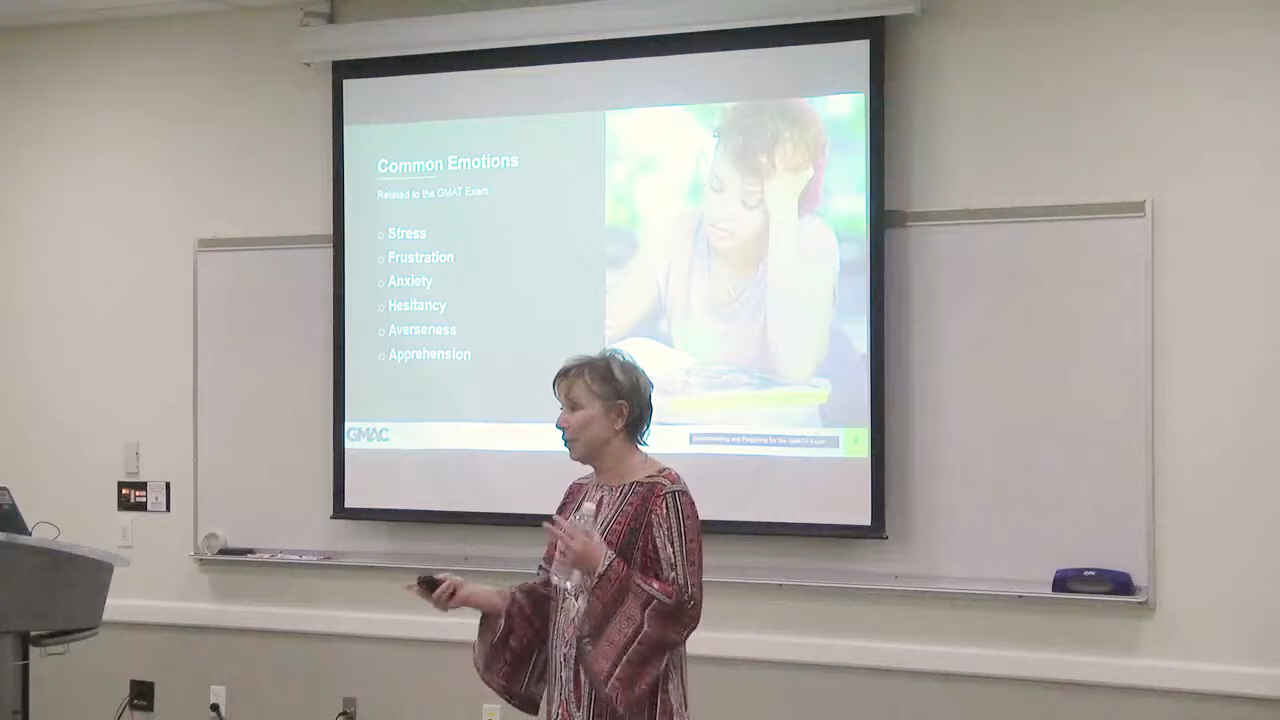 Common Emotions
Related to the GMAT Exam
Stress
Frustration
Anxiety
Hesitancy
Averseness
Apprehension
GMAC
Understanding and Preparing for the GMAT® Exam